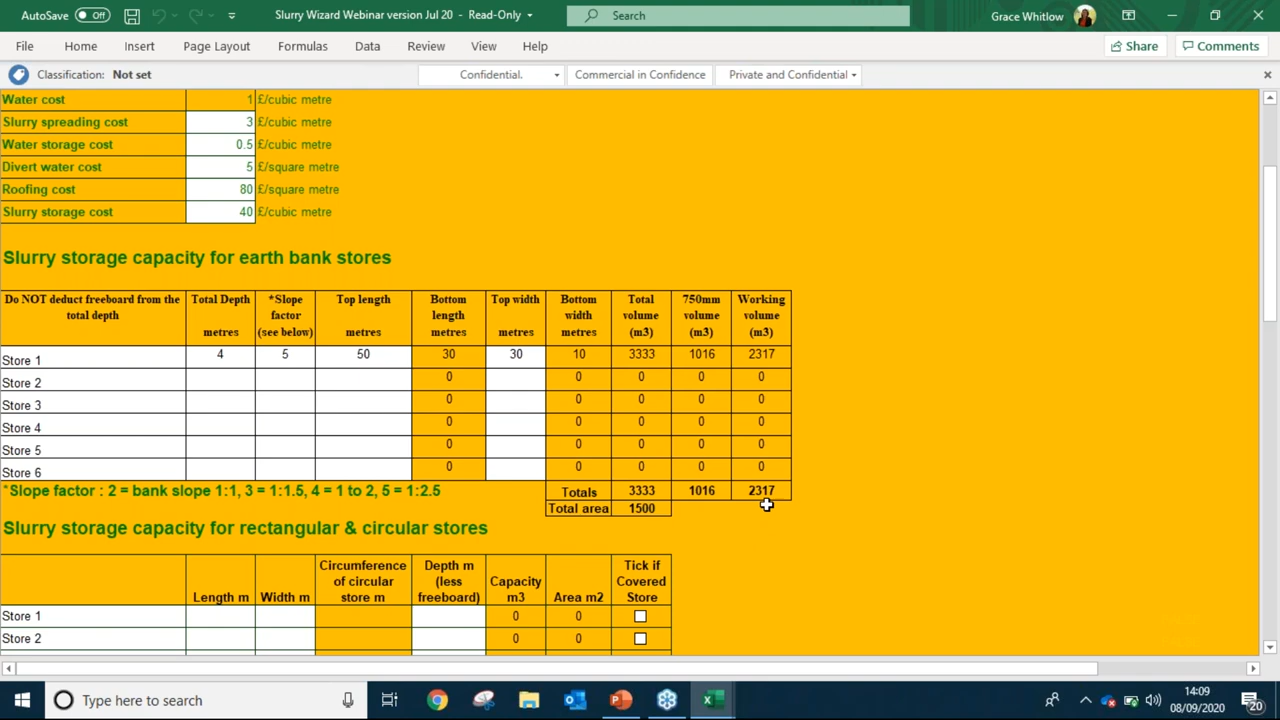 AutoSave Off Slurry Wizard Webinar version Jul 20 - Read-Only Search Grace Whitlow
File Home Insert Page Layout Formulas Data Review View Help Share Comments
Classification: Not set Confidential. Commercial in Confidence Private and Confidential
Water cost 1 £/cubic metre
Slurry spreading cost 3 £/cubic metre
Water storage cost 0.5 £/cubic metre
Divert water cost 5 £/square metre
Roofing cost 80 £/square metre
Slurry storage cost 40 £/cubic metre
Slurry storage capacity for earth bank stores
Do NOT deduct freeboard from the total depth Total Depth metres *Slope factor (see below) Top length metres Bottom length metres Top width metres Bottom width metres Total volume (m3) 750mm volume (m3) Working volume (m3)
Store 1 4 5 50 30 30 10 3333 1016 2317
Store 2 0 0 0 0 0
Store 3 0 0 0 0 0
Store 4 0 0 0 0 0
Store 5 0 0 0 0 0
Store 6 0 0 0 0 0
*Slope factor : 2 = bank slope 1:1, 3 = 1:1.5, 4 = 1 to 2, 5 = 1:2.5 Totals 3333 1016 2317
Total area 1500
Slurry storage capacity for rectangular & circular stores
Length m Width m Circumference of circular store m Depth m (less freeboard) Capacity m3 Area m2 Tick if Covered Store
Store 1 0 0
Store 2 0 0
Type here to search 14:09
08/09/2020 20